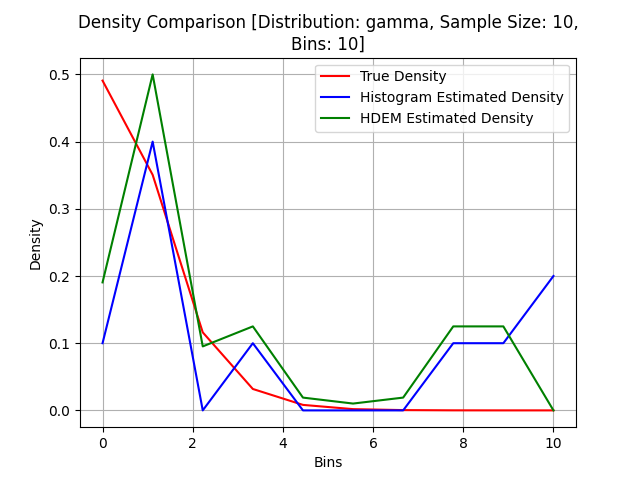 Density Comparison [Distribution: gamma, Sample Size: 10,
Bins: 10]
True Density
Histogram Estimated Density
HDEM Estimated Density
Density
0.5
0.4
0.3
0.2
0.1
0.0
0 2 4 6 8 10
Bins